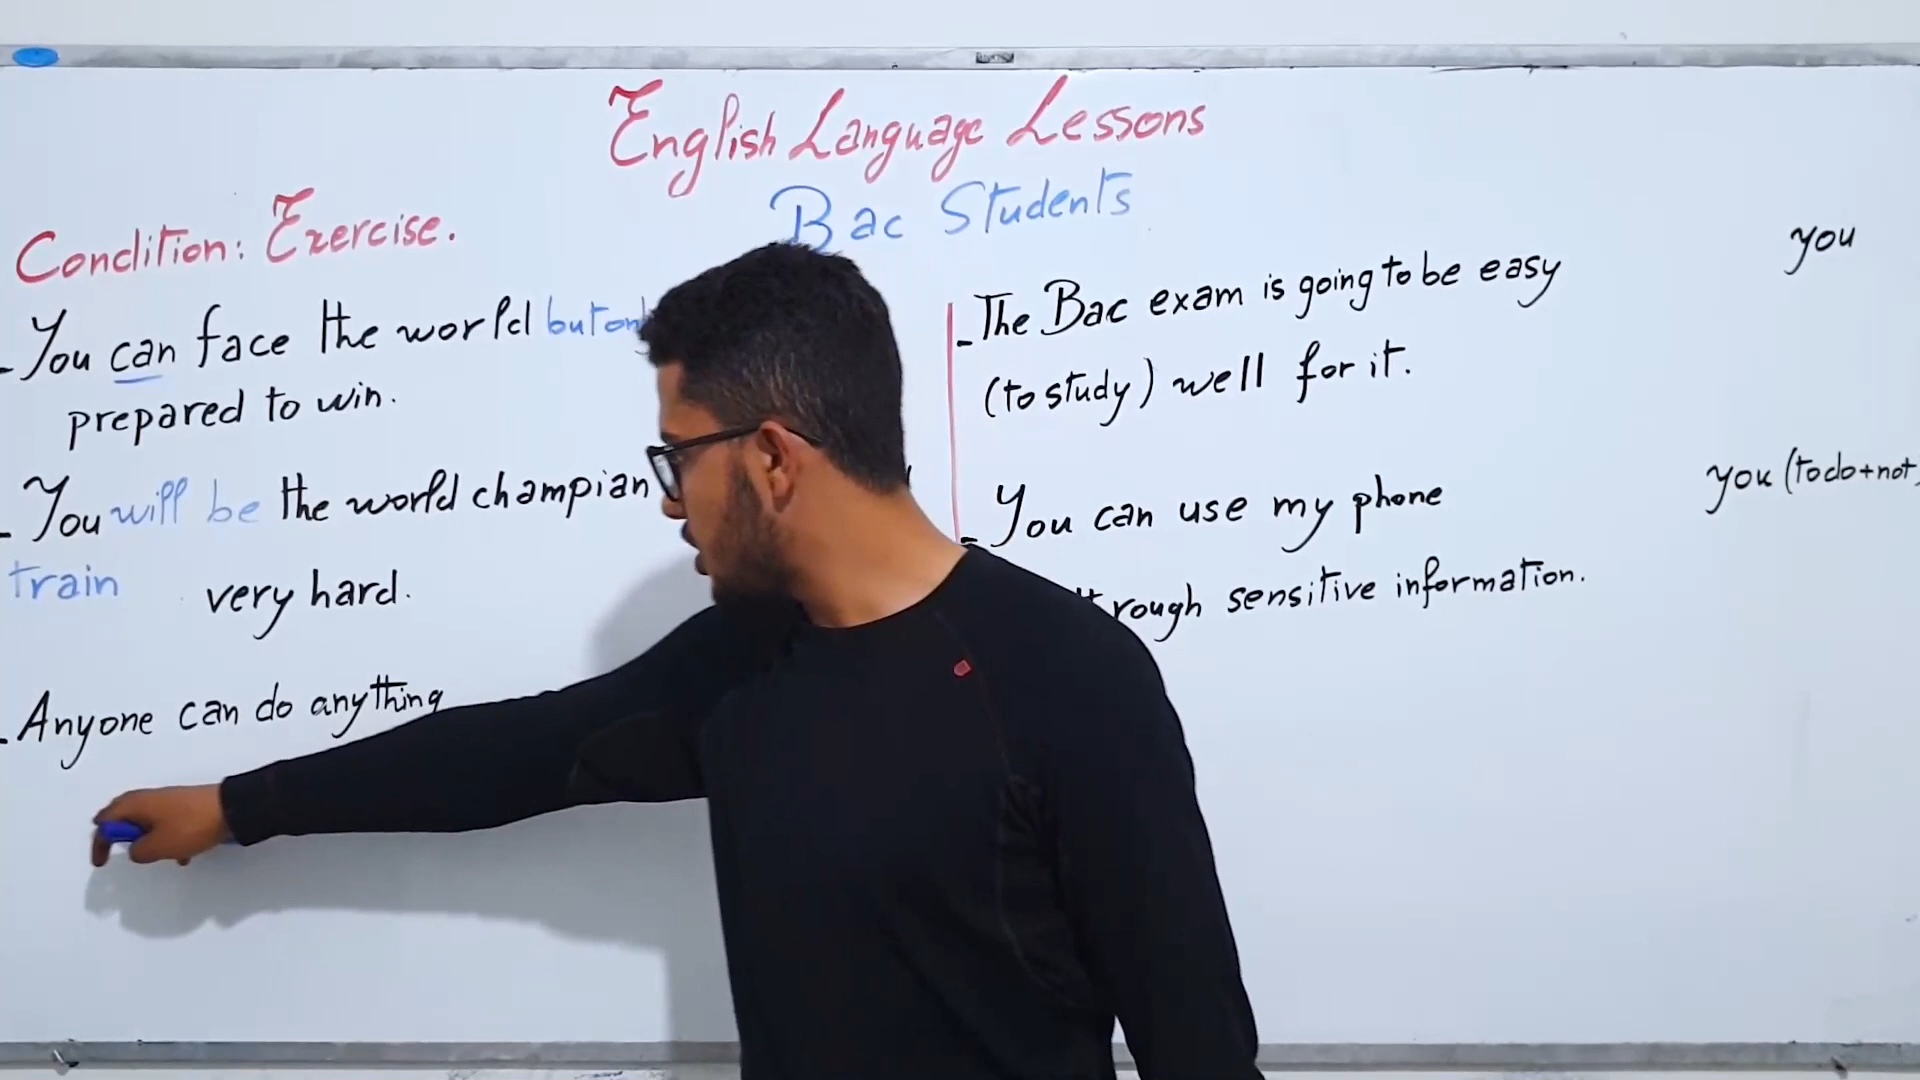 English Language Lessons
Bac Students
Condition: Exercise.
- You can face the world but only
prepared to win.
- You will be the world champian
train very hard.
- Anyone can do anything
- The Bac exam is going to be easy you
(to study) well for it.
- You can use my phone you (to do + not)
through sensitive information.